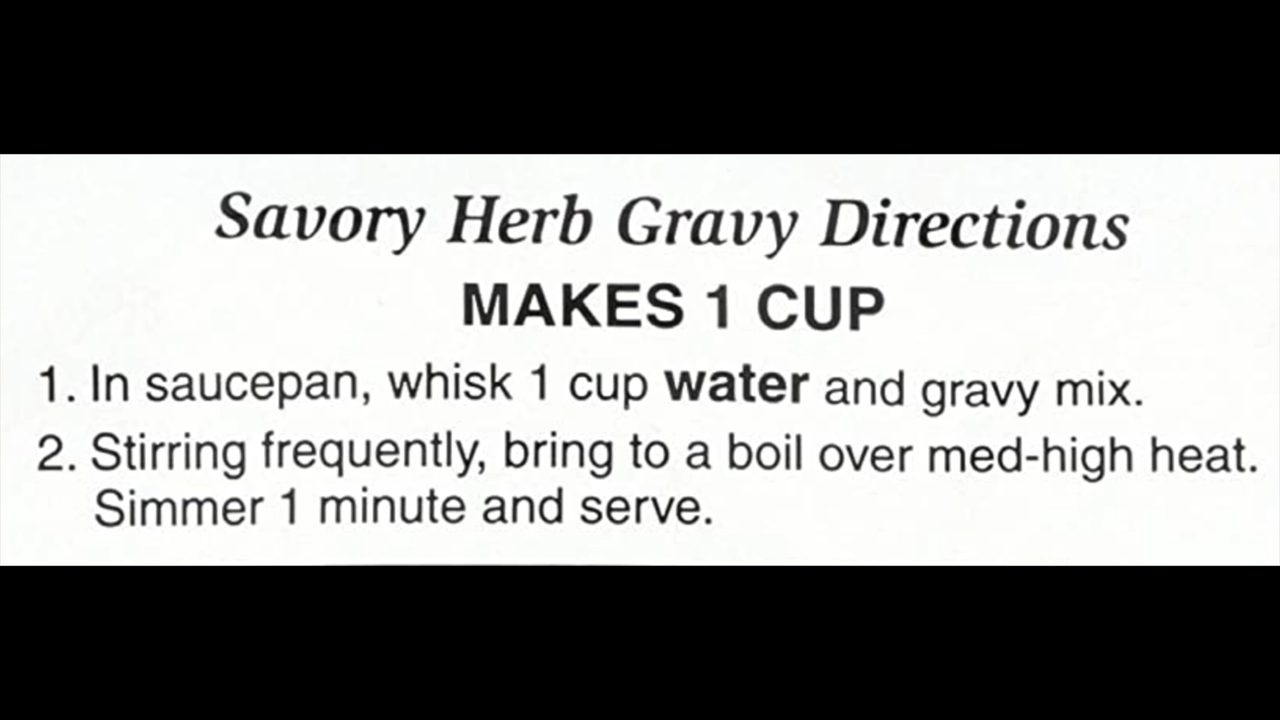 Savory Herb Gravy Directions
MAKES 1 CUP
1. In saucepan, whisk 1 cup water and gravy mix.
2. Stirring frequently, bring to a boil over med-high heat.
Simmer 1 minute and serve.